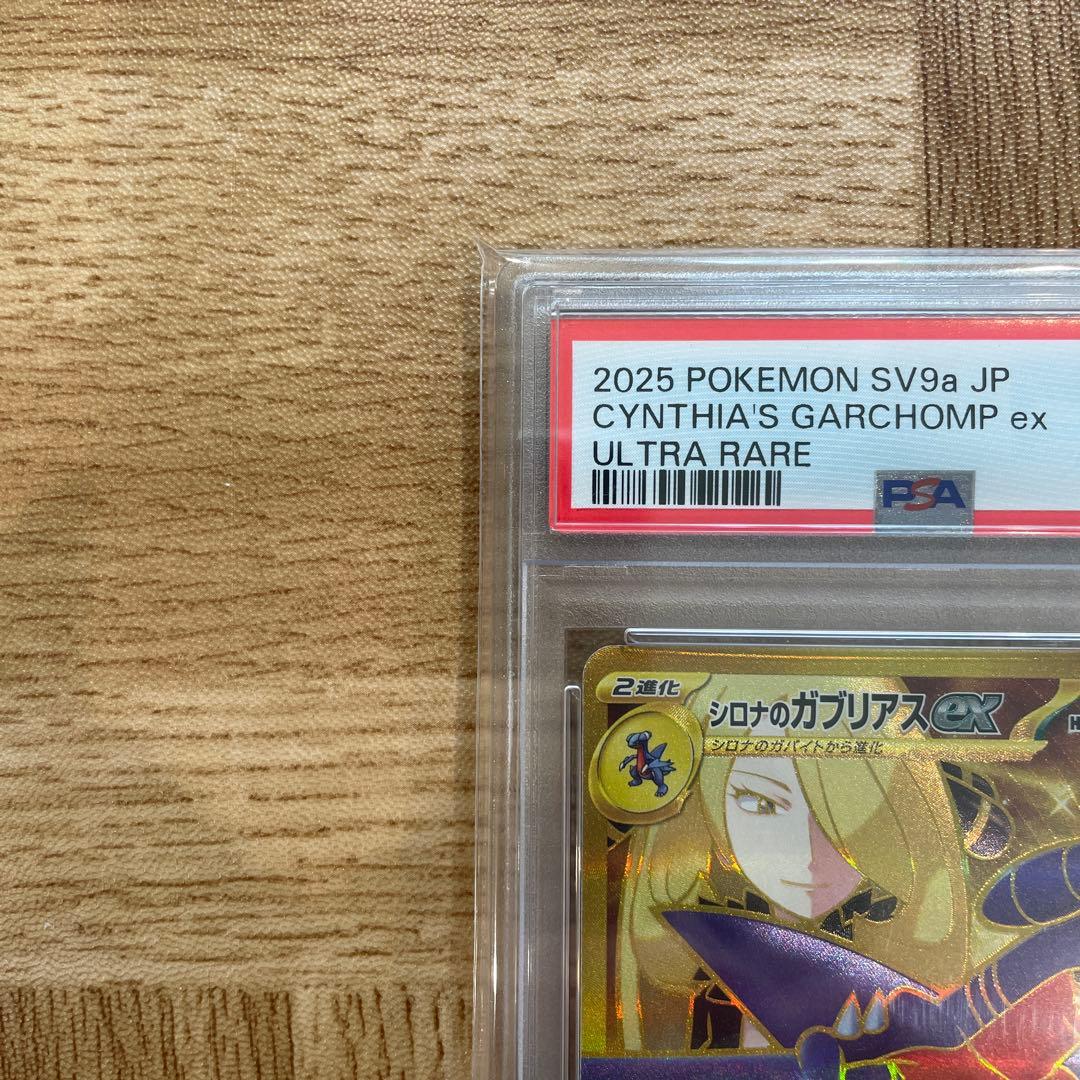 2025 POKEMON SV9a JP
CYNTHIA'S GARCHOMP ex
ULTRA RARE
PSA
2進化
シロナのガブリアスex
H
シロナのガバイトから進化